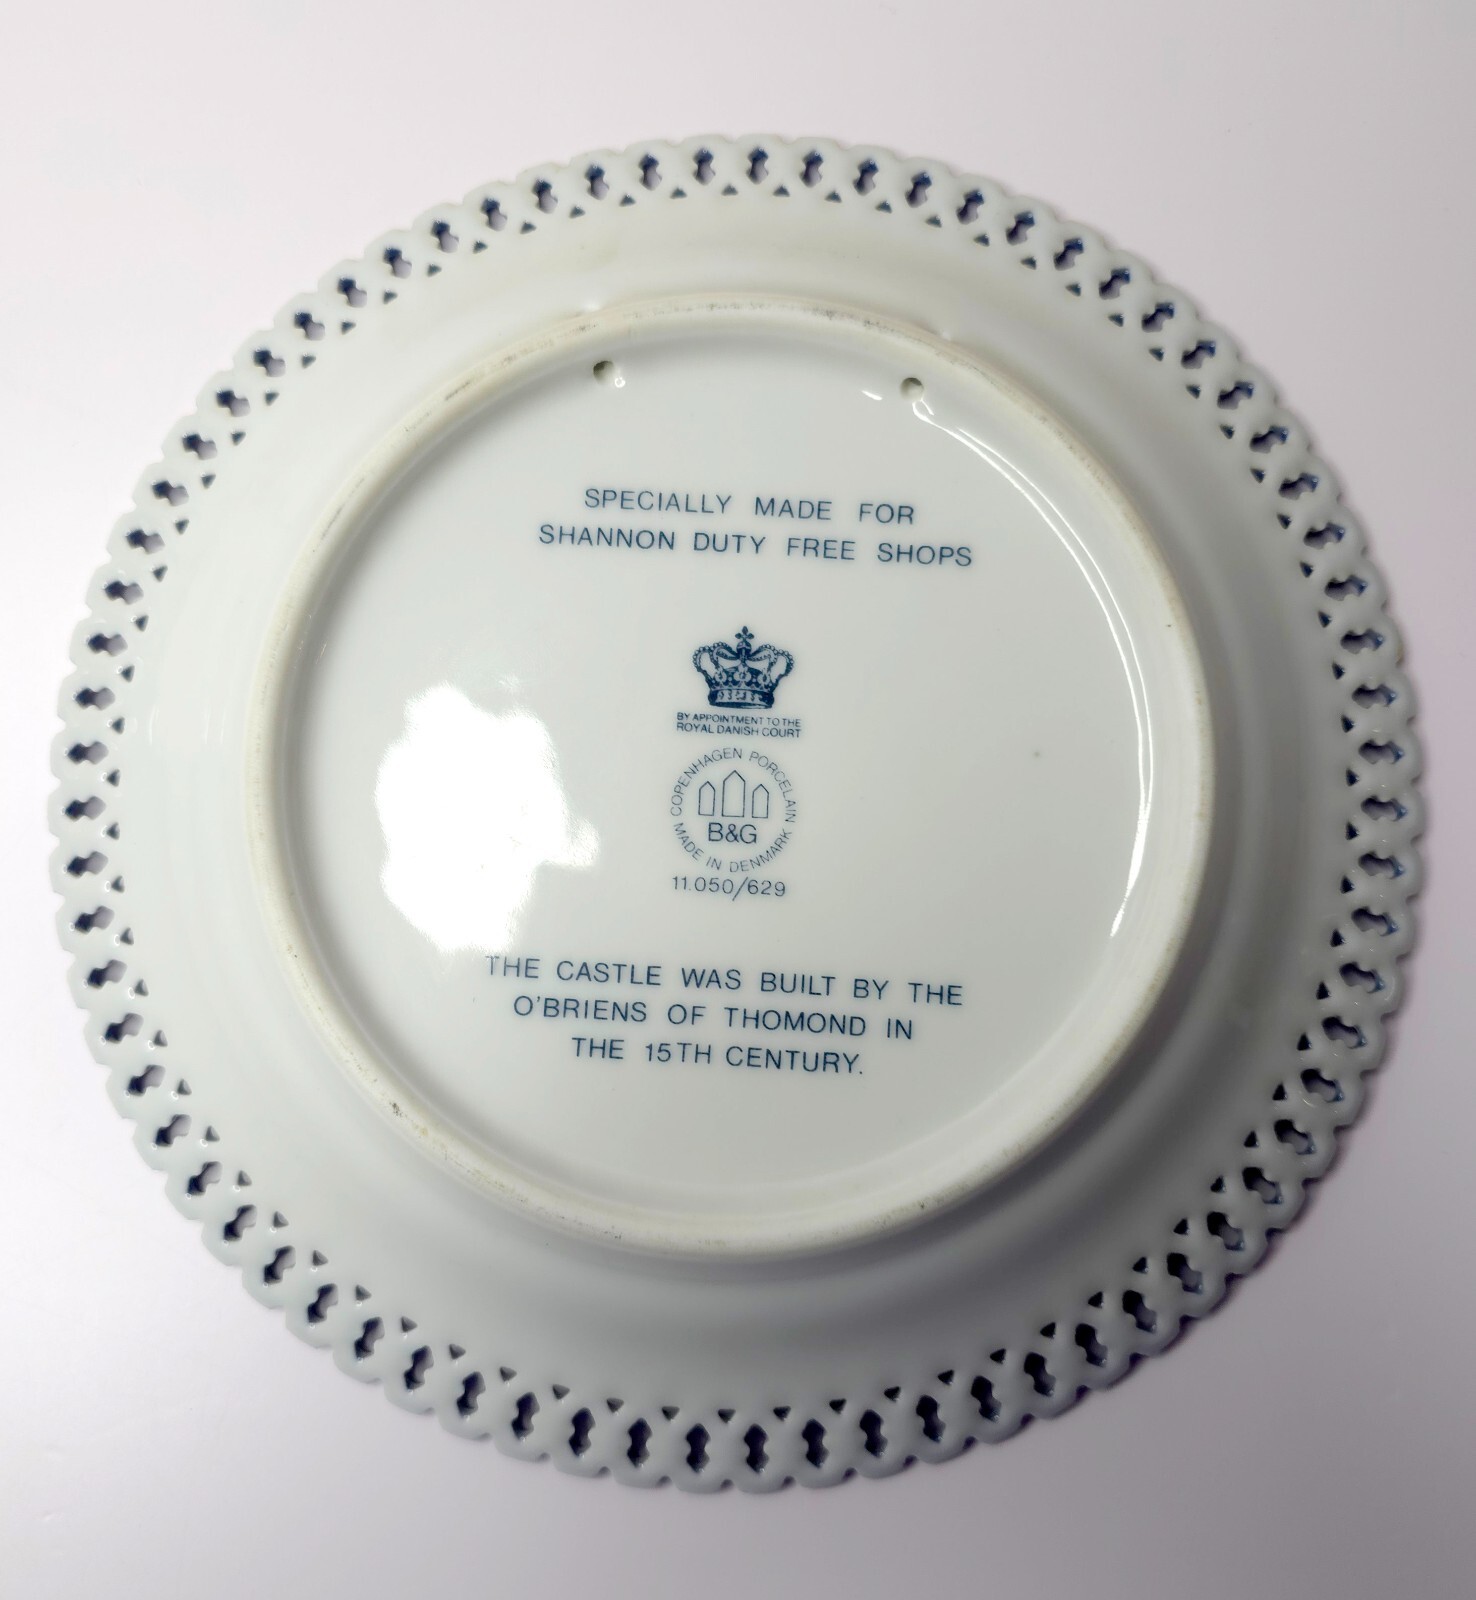 SPECIALLY MADE FOR
SHANNON DUTY FREE SHOPS
BY APPOINTMENT TO THE
ROYAL DANISH COURT
COPENHAGEN PORCELAIN
B&G
MADE IN DENMARK
11.050/629
THE CASTLE WAS BUILT BY THE
O'BRIENS OF THOMOND IN
THE 15TH CENTURY.